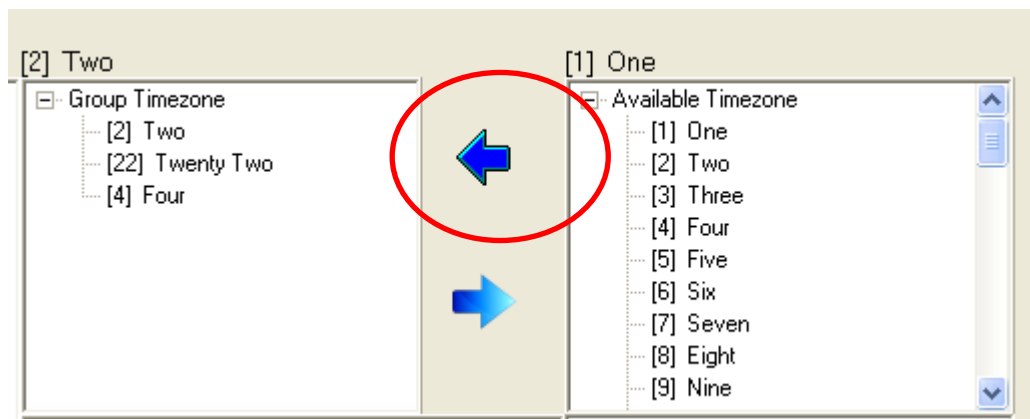 [2] Two
Group Timezone
[2] Two
[22] Twenty Two
[4] Four
[1] One
Available Timezone
[1] One
[2] Two
[3] Three
[4] Four
[5] Five
[6] Six
[7] Seven
[8] Eight
[9] Nine